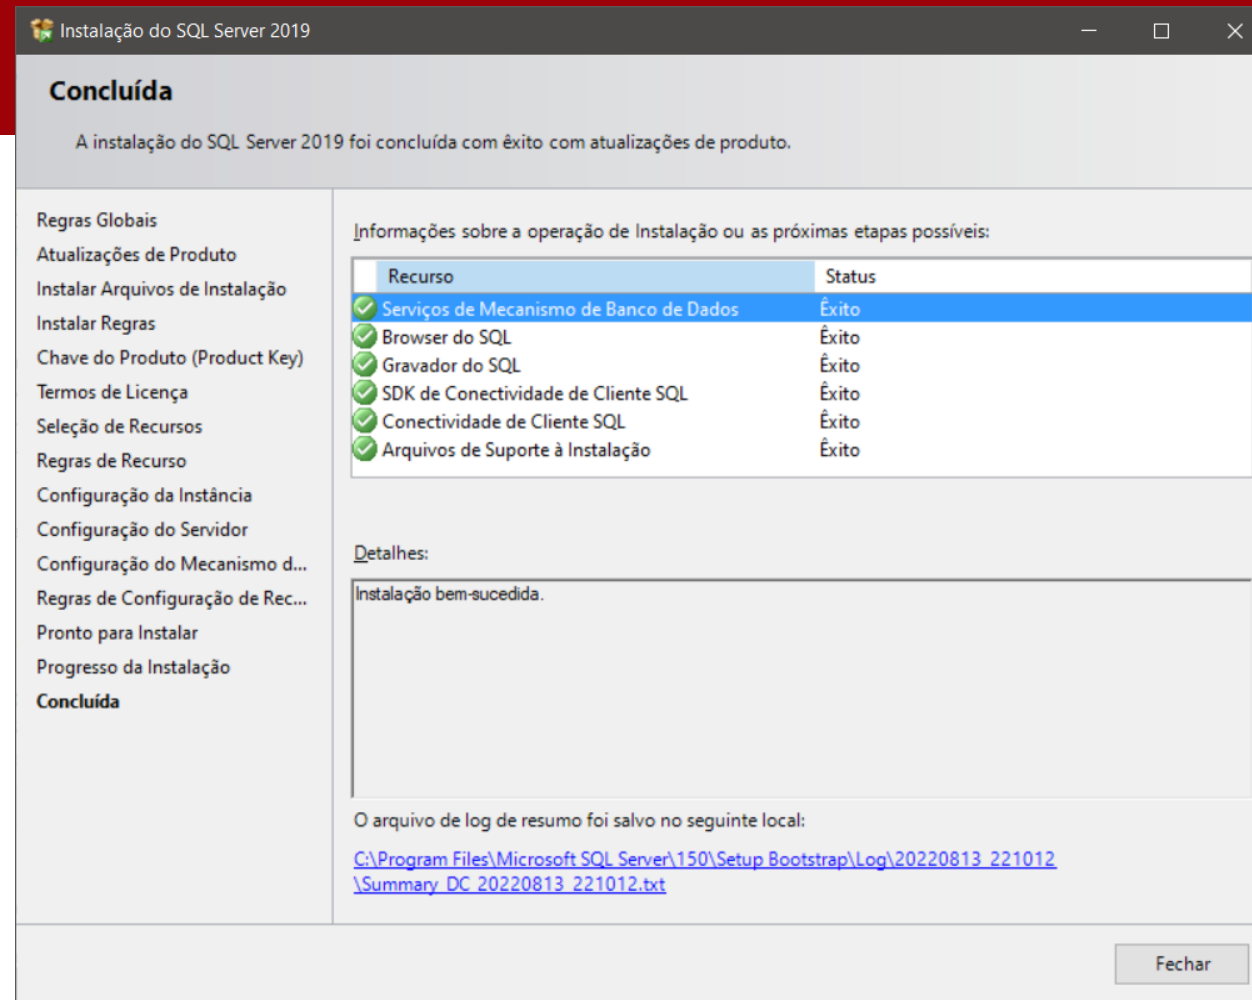 Instalação do SQL Server 2019
Concluída
A instalação do SQL Server 2019 foi concluída com êxito com atualizações de produto.
Regras Globais
Atualizações de Produto
Instalar Arquivos de Instalação
Instalar Regras
Chave do Produto (Product Key)
Termos de Licença
Seleção de Recursos
Regras de Recurso
Configuração da Instância
Configuração do Servidor
Configuração do Mecanismo d...
Regras de Configuração de Rec...
Pronto para Instalar
Progresso da Instalação
Concluída
Informações sobre a operação de Instalação ou as próximas etapas possíveis:
Recurso Status
Serviços de Mecanismo de Banco de Dados Êxito
Browser do SQL Êxito
Gravador do SQL Êxito
SDK de Conectividade de Cliente SQL Êxito
Conectividade de Cliente SQL Êxito
Arquivos de Suporte à Instalação Êxito
Detalhes:
Instalação bem-sucedida.
O arquivo de log de resumo foi salvo no seguinte local:
C:\Program Files\Microsoft SQL Server\150\Setup Bootstrap\Log\20220813_221012
\Summary_DC_20220813_221012.txt
Fechar